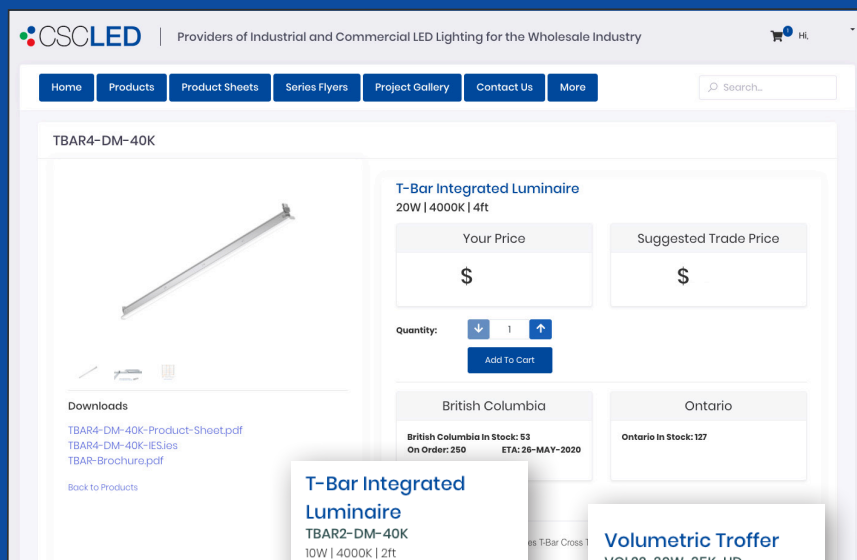 CSCLED
Providers of Industrial and Commercial LED Lighting for the Wholesale Industry
1
Hi,
Home
Products
Product Sheets
Series Flyers
Project Gallery
Contact Us
More
Search...
TBAR4-DM-40K
T-Bar Integrated Luminaire
20W | 4000K | 4ft
Your Price
Suggested Trade Price
$
$
Quantity:
1
Add To Cart
Downloads
TBAR4-DM-40K-Product-Sheet.pdf
TBAR4-DM-40K-IES.ies
TBAR-Brochure.pdf
Back to Products
British Columbia
Ontario
British Columbia In Stock: 53
On Order: 250 ETA: 26-MAY-2020
Ontario In Stock: 127
T-Bar Integrated
Luminaire
TBAR2-DM-40K
10W | 4000K | 2ft
T-Bar Cross
Volumetric Troffer